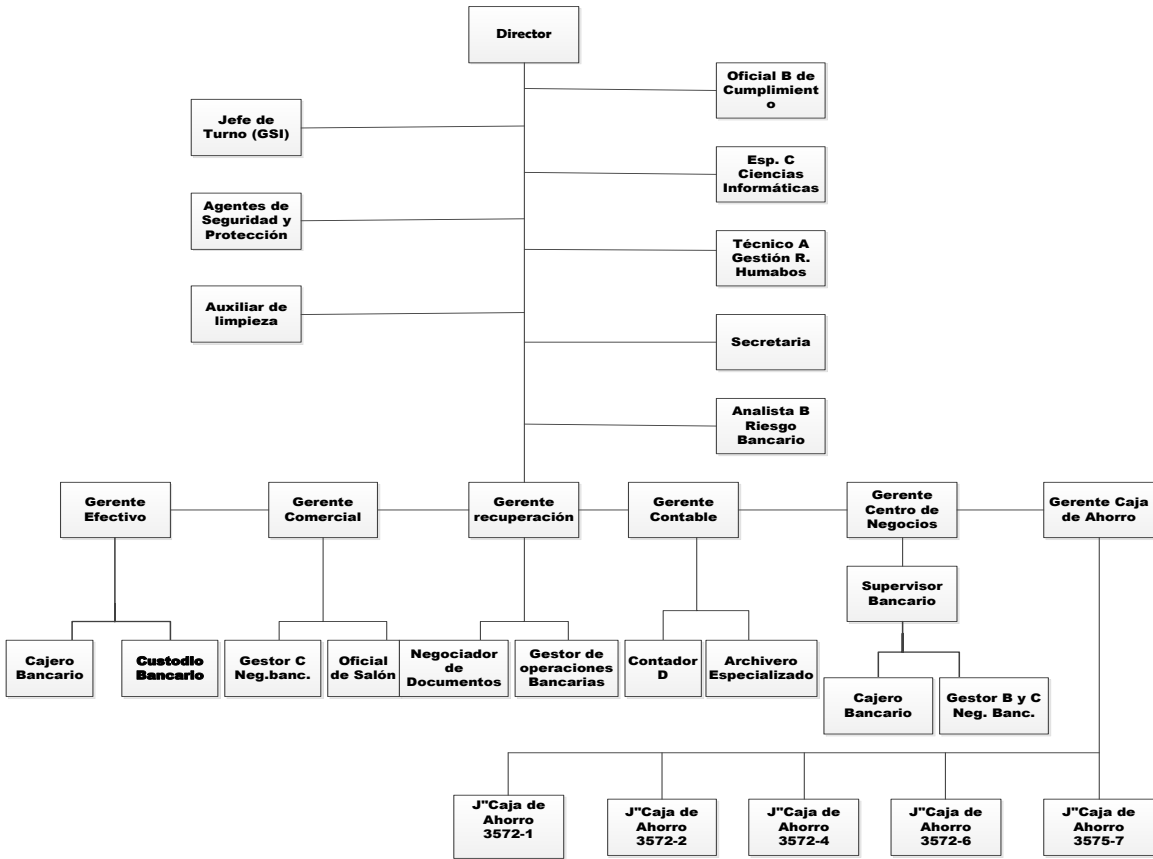 Director
Oficial B de
Cumplimient
o
Jefe de
Turno (GSI)
Esp. C
Ciencias
Informáticas
Agentes de
Seguridad y
Protección
Técnico A
Gestión R.
Humabos
Auxiliar de
limpieza
Secretaria
Analista B
Riesgo
Bancario
Gerente
Efectivo
Gerente
Comercial
Gerente
recuperación
Gerente
Contable
Gerente
Centro de
Negocios
Gerente Caja
de Ahorro
Supervisor
Bancario
Cajero
Bancario
Custodio
Bancario
Gestor C
Neg.banc.
Oficial
de Salón
Negociador
de
Documentos
Gestor de
operaciones
Bancarias
Contador
D
Archivero
Especializado
Cajero
Bancario
Gestor B y C
Neg. Banc.
J"Caja de
Ahorro
3572-1
J"Caja de
Ahorro
3572-2
J"Caja de
Ahorro
3572-4
J"Caja de
Ahorro
3572-6
J"Caja de
Ahorro
3575-7